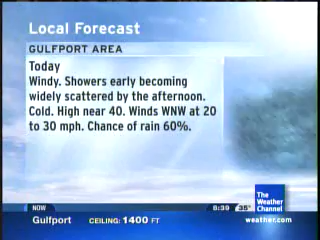 Local Forecast
GULFPORT AREA
Today
Windy. Showers early becoming
widely scattered by the afternoon.
Cold. High near 40. Winds WNW at 20
to 30 mph. Chance of rain 60%.
The
Weather
Channel
NOW
8:39
35°
Gulfport
CEILING: 1400 FT
weather.com